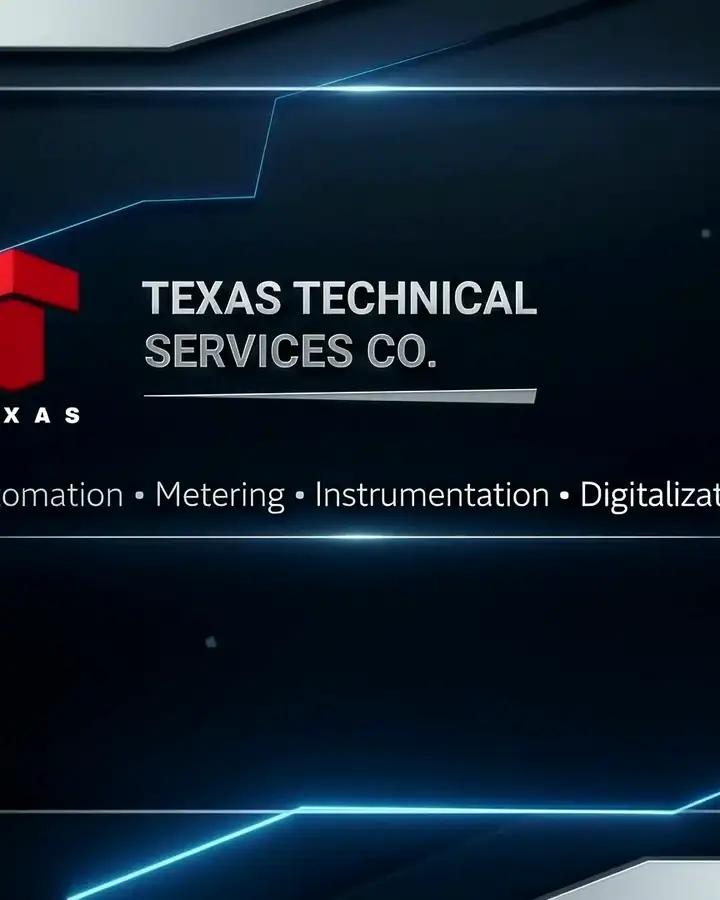 TEXAS TECHNICAL
SERVICES CO.
XAS
omation • Metering • Instrumentation • Digitalizat